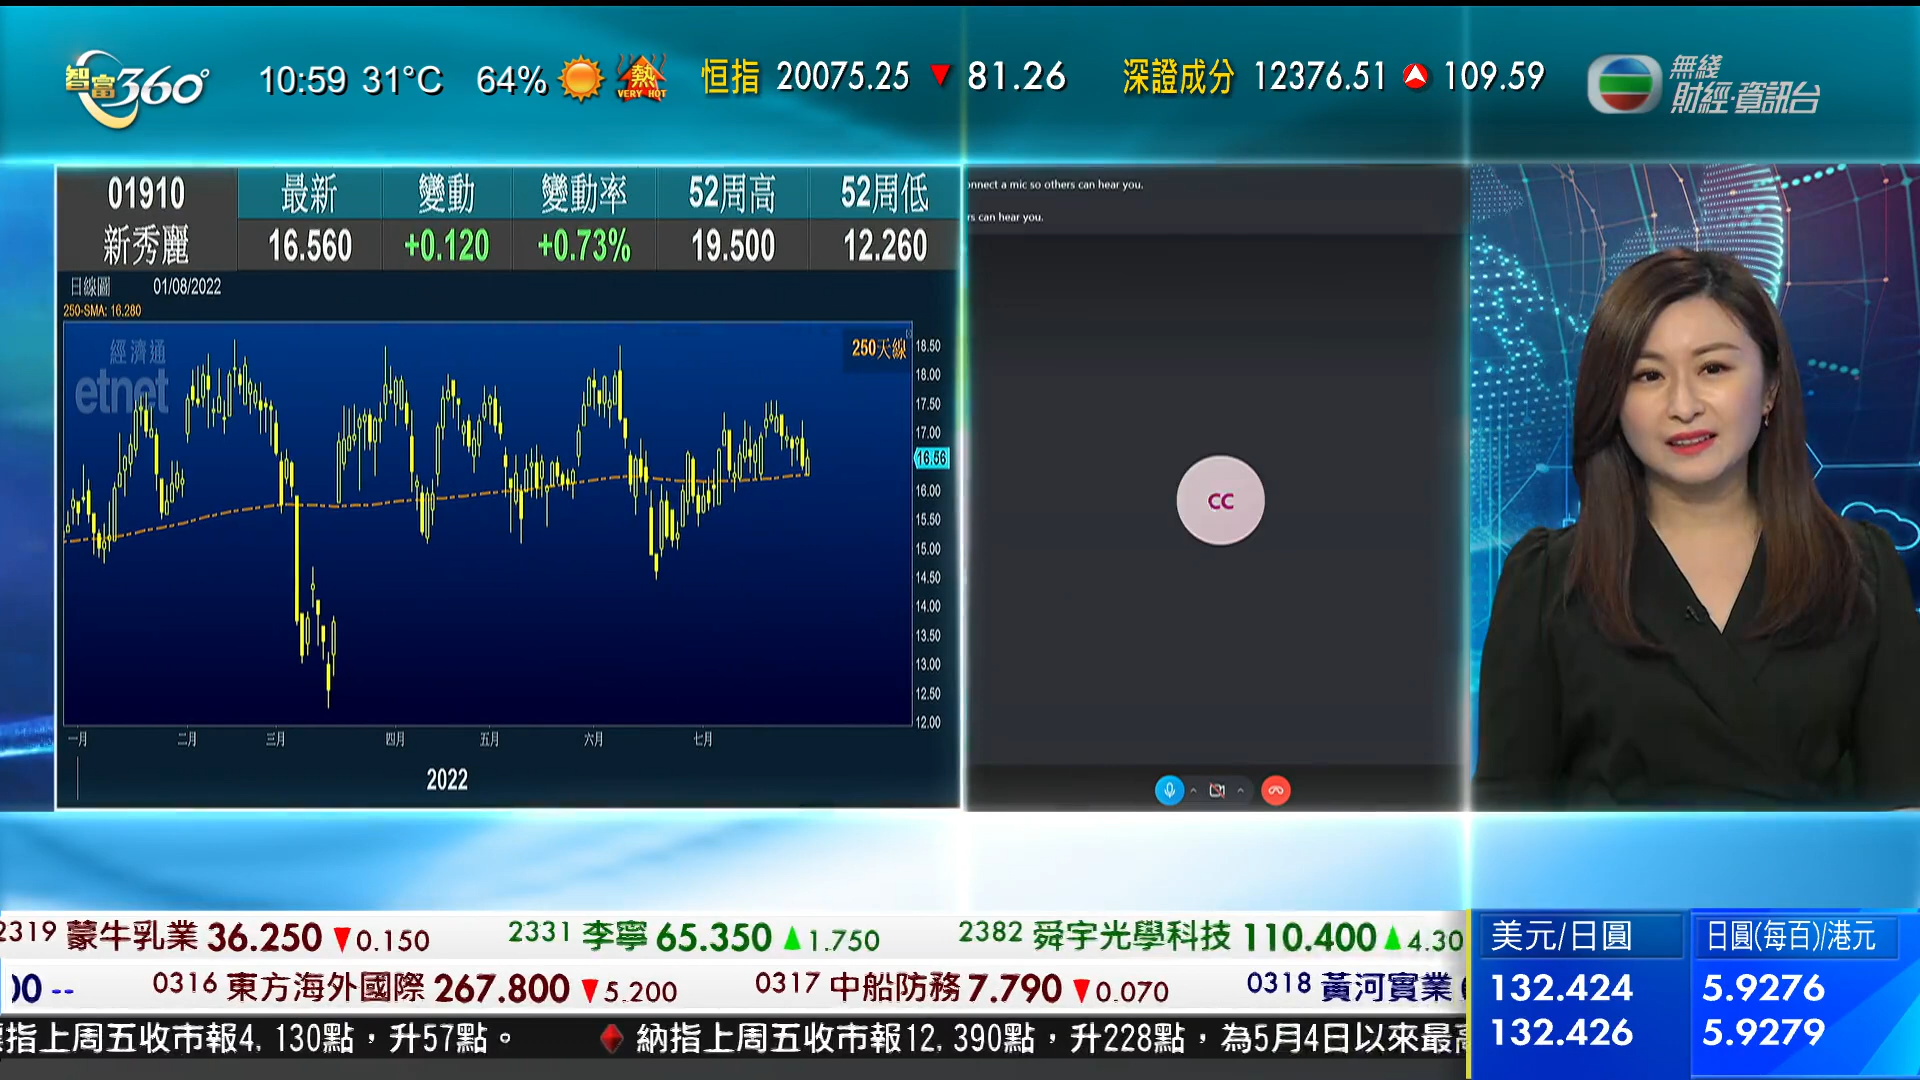 智富360°
10:59 31°C 64% 熱 VERY HOT 恒指 20075.25 ▼ 81.26 深證成分 12376.51 109.59
無綫
財經·資訊台
01910 最新 變動 變動率 52周高 52周低
新秀麗 16.560 +0.120 +0.73% 19.500 12.260
日線圖 01/08/2022
250-SMA: 16.280
經濟通
etnet
250天線
18.50
18.00
17.50
17.00
16.56
16.00
15.50
15.00
14.50
14.00
13.50
13.00
12.50
12.00
一月 二月 三月 四月 五月 六月 七月
2022
onnect a mic so others can hear you.
rs can hear you.
CC
2319 蒙牛乳業 36.250 ▼0.150 2331 李寧 65.350 ▲1.750 2382 舜宇光學科技 110.400 ▲4.30
00 -- 0316 東方海外國際 267.800 ▼5.200 0317 中船防務 7.790 ▼0.070 0318 黃河實業
指上周五收市報4,130點，升57點。 納指上周五收市報12,390點，升228點，為5月4日以來最高
美元/日圓 日圓(每百)/港元
132.424 5.9276
132.426 5.9279